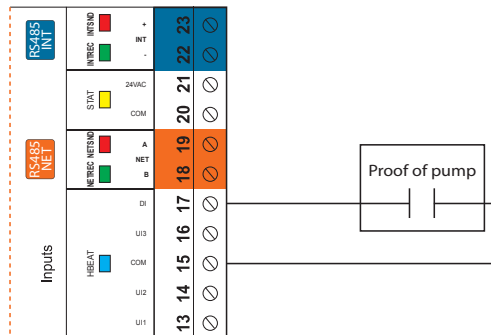 RS485
INT
INTREC INTSND
+
INT
-
23
22
STAT
24VAC
COM
21
20
RS485
NET
NETREC NETSND
A
NET
B
19
18
Inputs
HBEAT
DI
UI3
COM
UI2
UI1
17
16
15
14
13
Proof of pump